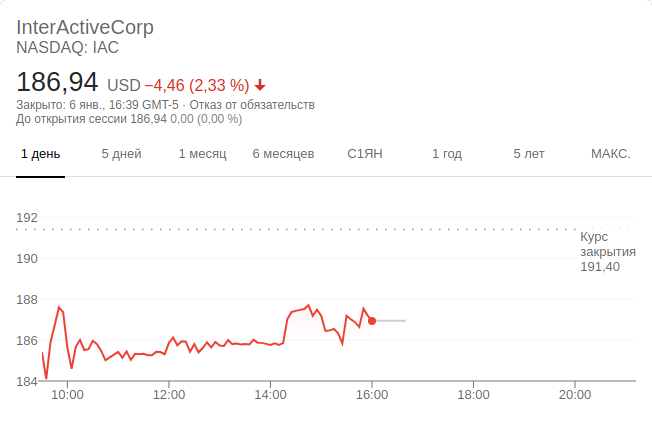 InterActiveCorp
NASDAQ: IAC
186,94 USD −4,46 (2,33 %)
Закрыто: 6 янв., 16:39 GMT-5 · Отказ от обязательств
До открытия сессии 186,94 0,00 (0,00 %)
1 день 5 дней 1 месяц 6 месяцев С1ЯН 1 год 5 лет МАКС.
192
Курс
закрытия
191,40
190
188
186
184
10:00 12:00 14:00 16:00 18:00 20:00